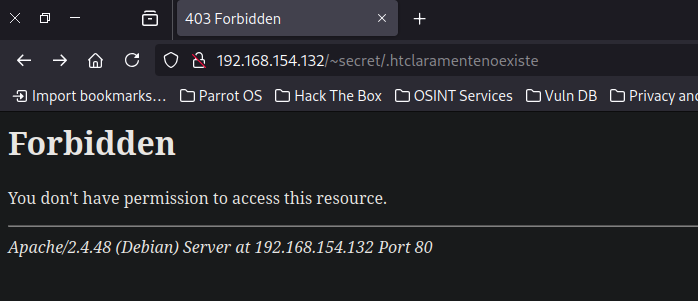 403 Forbidden
192.168.154.132/~secret/.htclaramentenoexiste
Import bookmarks... Parrot OS Hack The Box OSINT Services Vuln DB Privacy and
Forbidden
You don't have permission to access this resource.
Apache/2.4.48 (Debian) Server at 192.168.154.132 Port 80